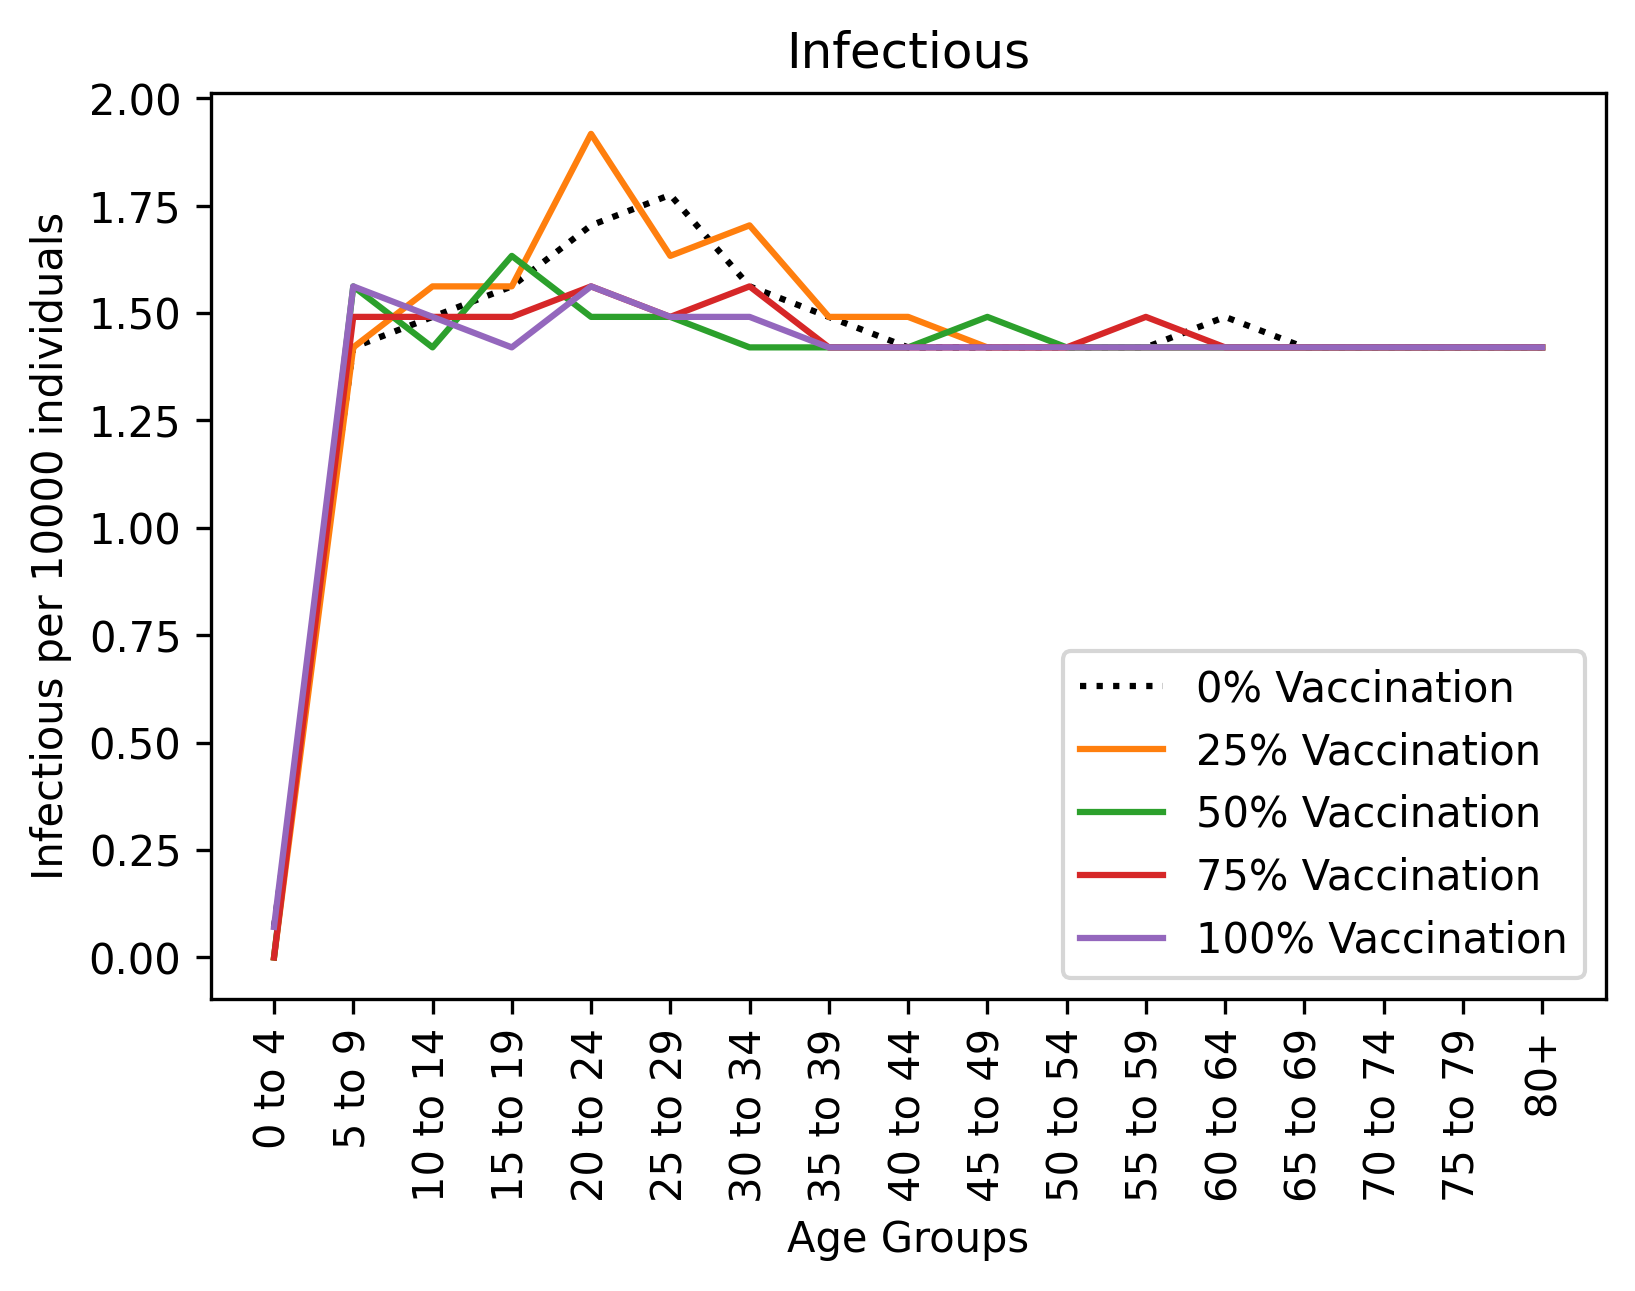 Infectious
2.00
1.75
1.50
1.25
1.00
0.75
0.50
0.25
0.00
Infectious per 10000 individuals
0% Vaccination
25% Vaccination
50% Vaccination
75% Vaccination
100% Vaccination
0 to 4
5 to 9
10 to 14
15 to 19
20 to 24
25 to 29
30 to 34
35 to 39
40 to 44
45 to 49
50 to 54
55 to 59
60 to 64
65 to 69
70 to 74
75 to 79
80+
Age Groups